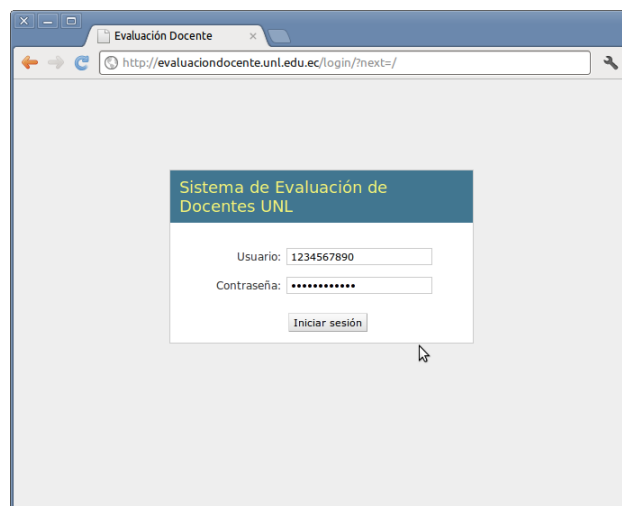 Evaluación Docente
http://evaluaciondocente.unl.edu.ec/login/?next=/
Sistema de Evaluación de
Docentes UNL
Usuario: 1234567890
Contraseña: ••••••••••••
Iniciar sesión